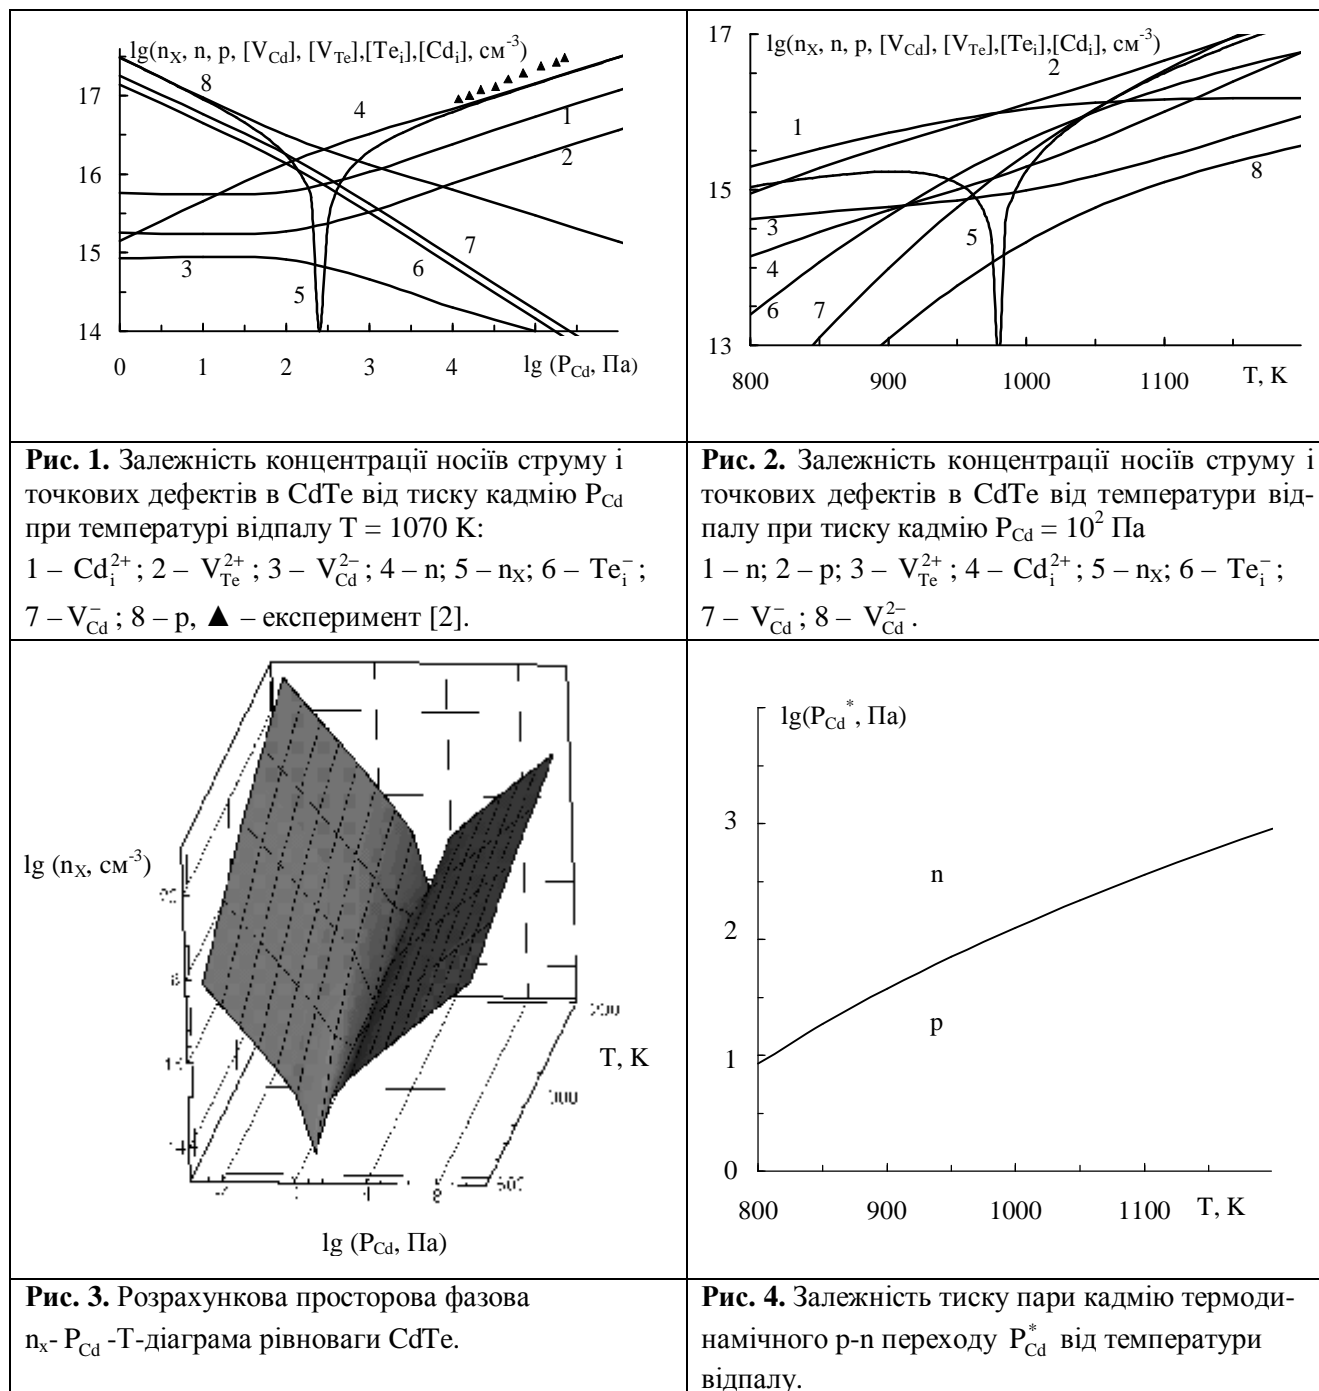 lg(n_X, n, p, [V_Cd], [V_Te],[Te_i],[Cd_i], см^-3)
17
16
15
14
0 1 2 3 4
lg (P_Cd, Па)
8
4
1
2
3
5
7
6
lg(n_X, n, p, [V_Cd], [V_Te],[Te_i],[Cd_i], см^-3)
17
15
13
800 900 1000 1100 T, K
2
1
8
3
4
5
6
7
Рис. 1. Залежність концентрації носіїв струму і
точкових дефектів в CdTe від тиску кадмію P_Cd
при температурі відпалу T = 1070 K:
1 – Cd_i^2+; 2 – V_Te^2+; 3 – V_Cd^2-; 4 – n; 5 – n_X; 6 – Te_i^-;
7 – V_Cd^-; 8 – p, ▲ – експеримент [2].
Рис. 2. Залежність концентрації носіїв струму і
точкових дефектів в CdTe від температури від-
палу при тиску кадмію P_Cd = 10^2 Па
1 – n; 2 – p; 3 – V_Te^2+; 4 – Cd_i^2+; 5 – n_X; 6 – Te_i^-;
7 – V_Cd^-; 8 – V_Cd^2-.
lg (n_X, см^-3)
T, K
lg (P_Cd, Па)
lg(P_Cd^*, Па)
3
2
1
0
n
p
800 900 1000 1100 T, K
Рис. 3. Розрахункова просторова фазова
n_x- P_Cd -T-діаграма рівноваги CdTe.
Рис. 4. Залежність тиску пари кадмію термоди-
намічного p-n переходу P_Cd^* від температури
відпалу.